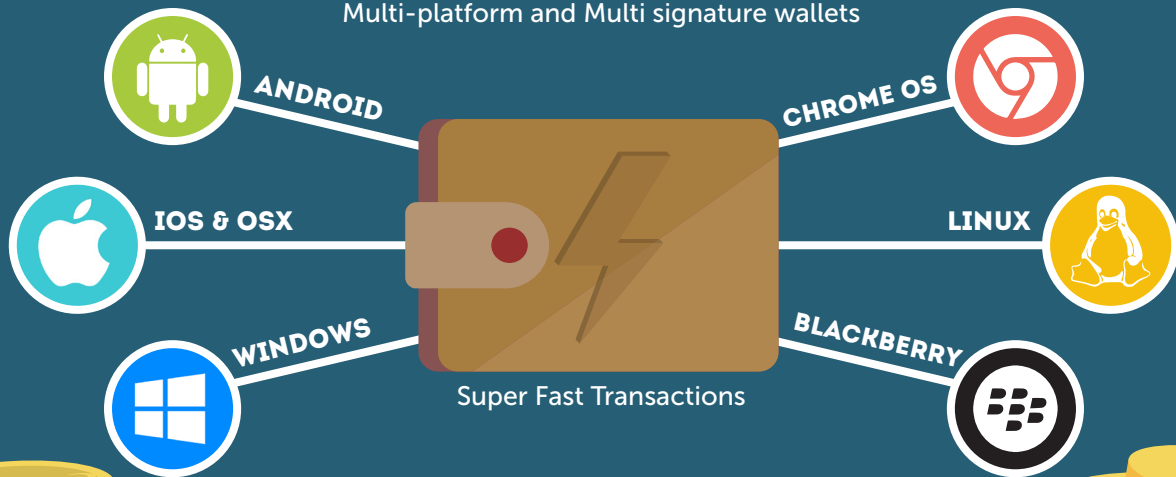 Multi-platform and Multi signature wallets
ANDROID
CHROME OS
IOS & OSX
LINUX
WINDOWS
BLACKBERRY
Super Fast Transactions